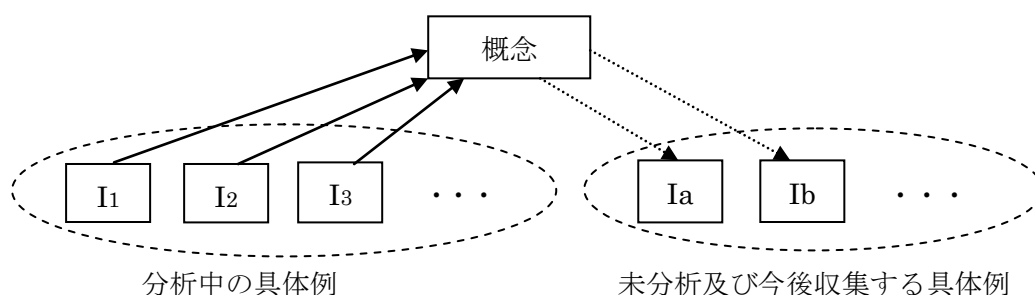 概念
I1 I2 I3 ・・・ Ia Ib ・・・
分析中の具体例 未分析及び今後収集する具体例